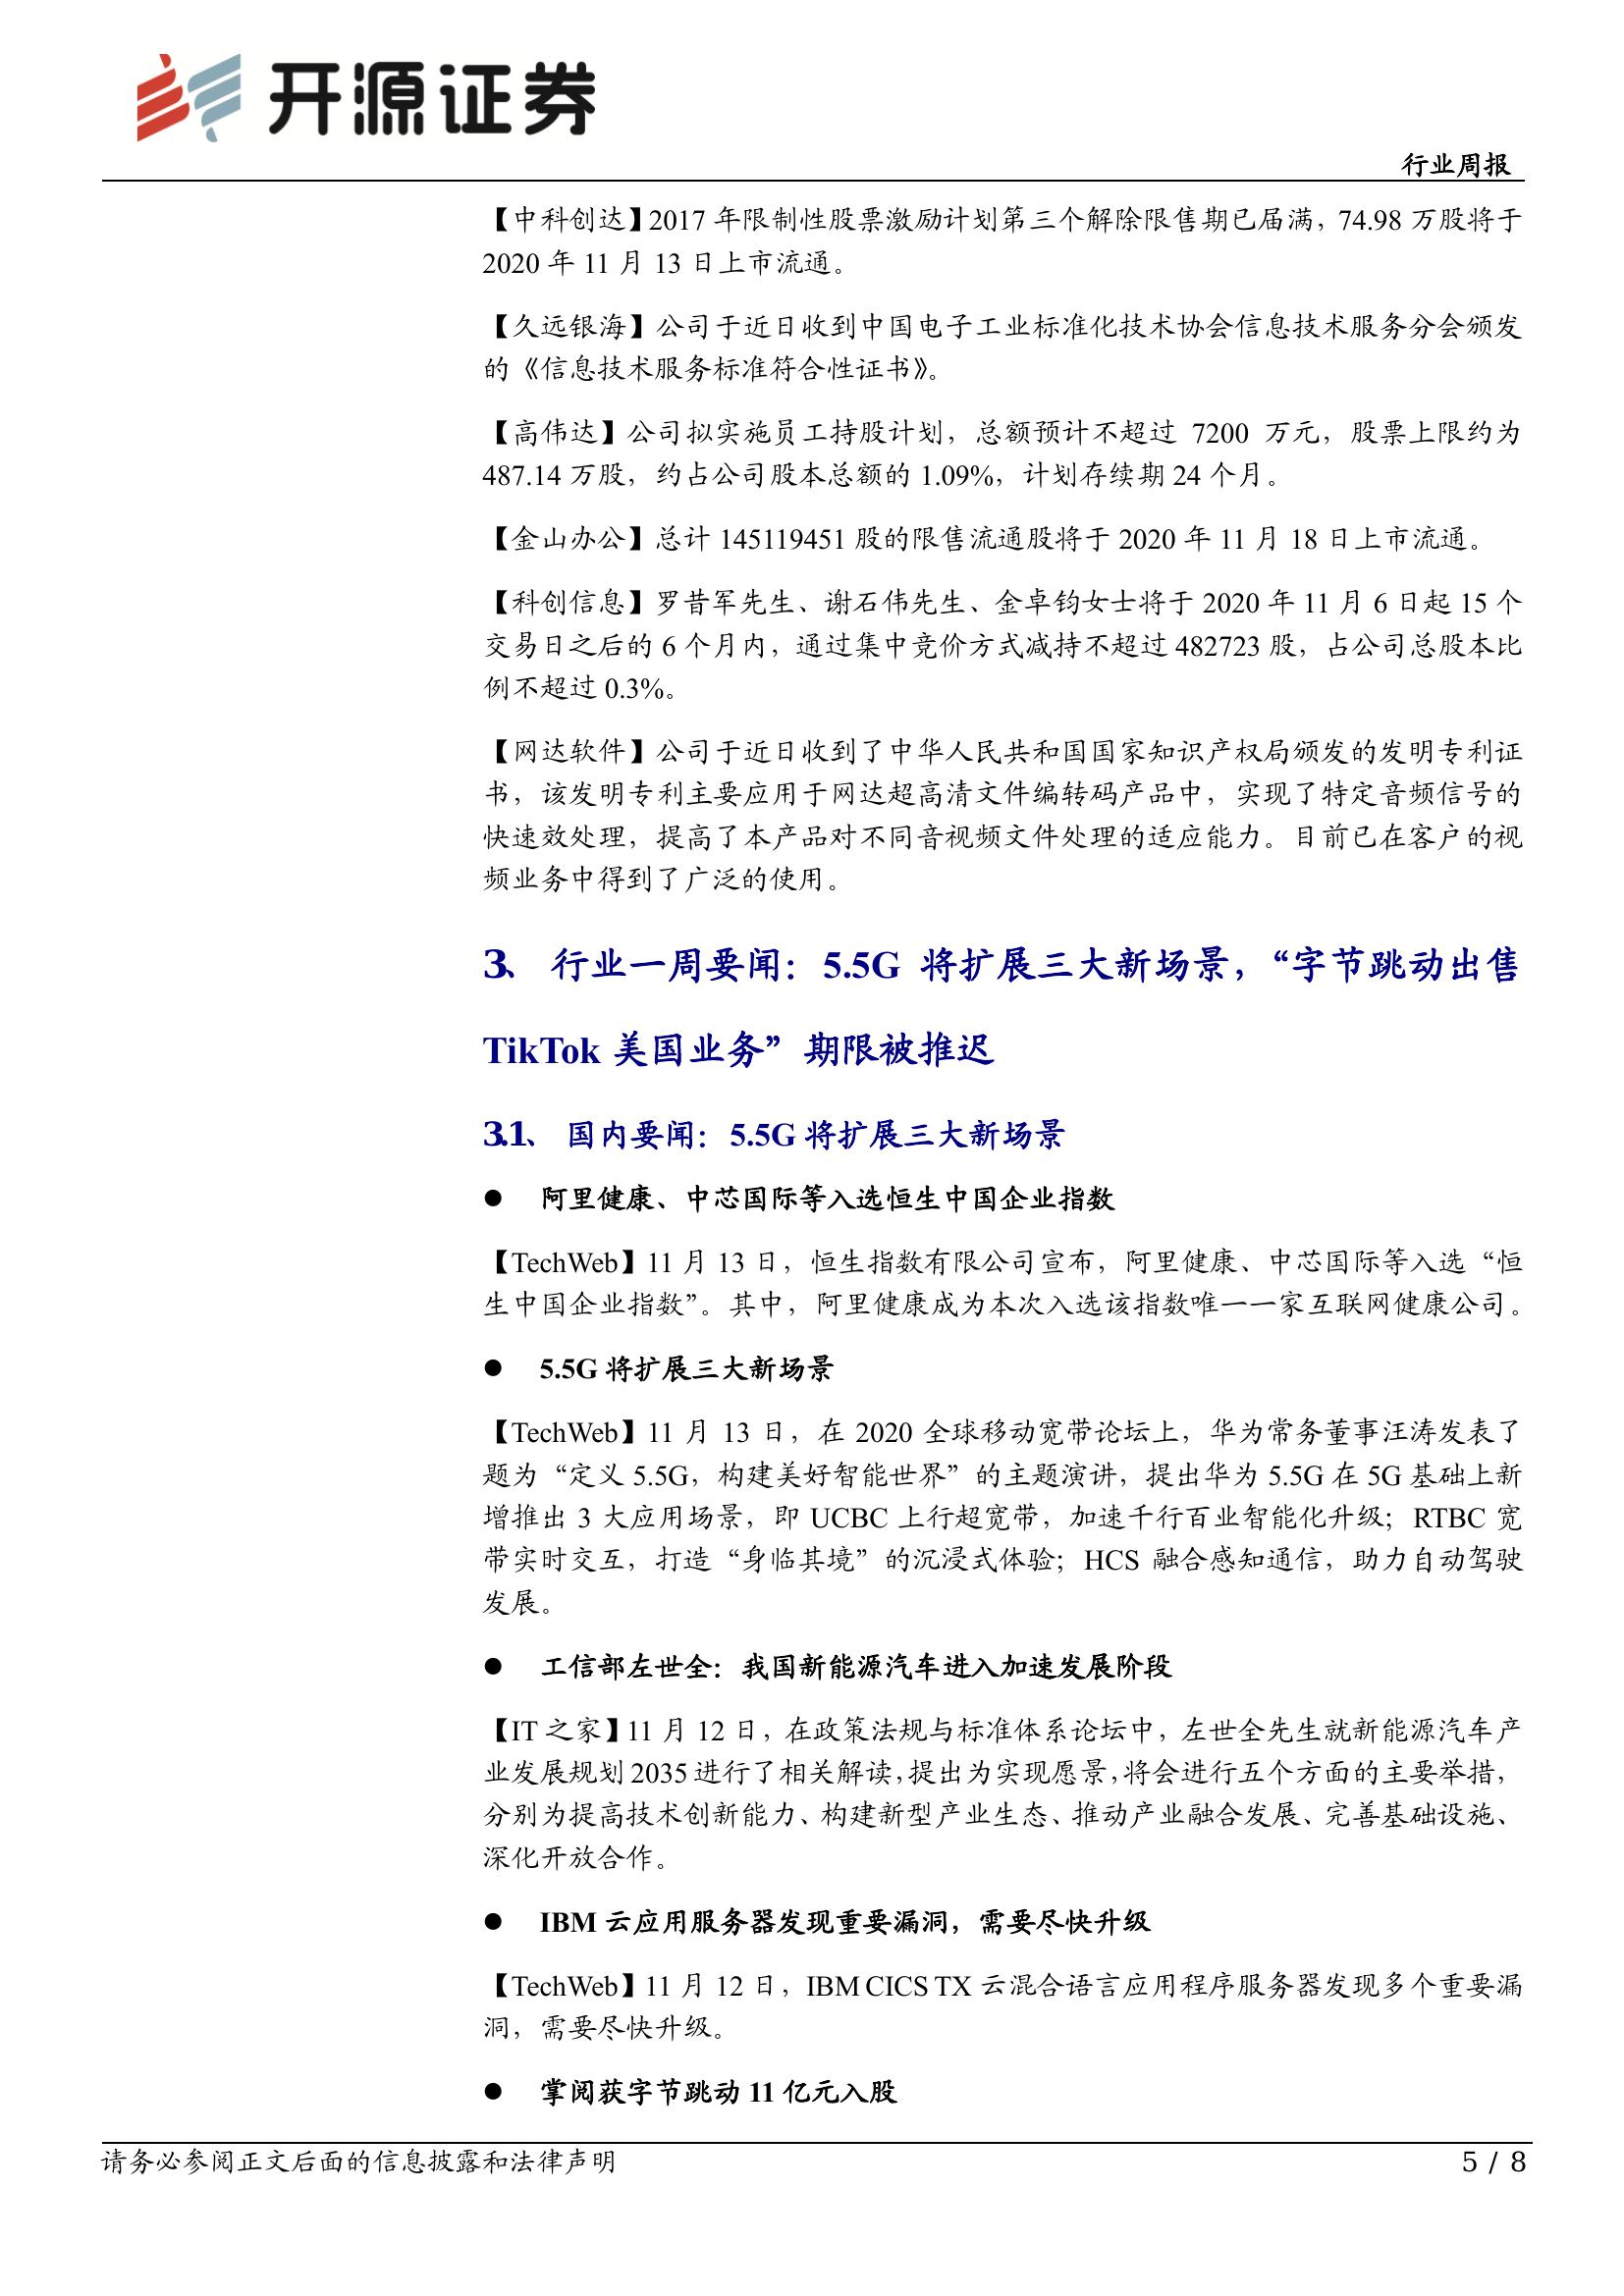 开源证券
行业周报
【中科创达】2017 年限制性股票激励计划第三个解除限售期已届满，74.98 万股将于
2020 年 11 月 13 日上市流通。
【久远银海】公司于近日收到中国电子工业标准化技术协会信息技术服务分会颁发
的《信息技术服务标准符合性证书》。
【高伟达】公司拟实施员工持股计划，总额预计不超过 7200 万元，股票上限约为
487.14 万股，约占公司股本总额的 1.09%，计划存续期 24 个月。
【金山办公】总计 145119451 股的限售流通股将于 2020 年 11 月 18 日上市流通。
【科创信息】罗昔军先生、谢石伟先生、金卓钧女士将于 2020 年 11 月 6 日起 15 个
交易日之后的 6 个月内，通过集中竞价方式减持不超过 482723 股，占公司总股本比
例不超过 0.3%。
【网达软件】公司于近日收到了中华人民共和国国家知识产权局颁发的发明专利证
书，该发明专利主要应用于网达超高清文件编转码产品中，实现了特定音频信号的
快速效处理，提高了本产品对不同音视频文件处理的适应能力。目前已在客户的视
频业务中得到了广泛的使用。
3、 行业一周要闻：5.5G 将扩展三大新场景，“字节跳动出售
TikTok 美国业务”期限被推迟
3.1、 国内要闻：5.5G 将扩展三大新场景
● 阿里健康、中芯国际等入选恒生中国企业指数
【TechWeb】11 月 13 日，恒生指数有限公司宣布，阿里健康、中芯国际等入选“恒
生中国企业指数”。其中，阿里健康成为本次入选该指数唯一一家互联网健康公司。
● 5.5G 将扩展三大新场景
【TechWeb】11 月 13 日，在 2020 全球移动宽带论坛上，华为常务董事汪涛发表了
题为“定义 5.5G，构建美好智能世界”的主题演讲，提出华为 5.5G 在 5G 基础上新
增推出 3 大应用场景，即 UCBC 上行超宽带，加速千行百业智能化升级；RTBC 宽
带实时交互，打造“身临其境”的沉浸式体验；HCS 融合感知通信，助力自动驾驶
发展。
● 工信部左世全：我国新能源汽车进入加速发展阶段
【IT 之家】11 月 12 日，在政策法规与标准体系论坛中，左世全先生就新能源汽车产
业发展规划 2035 进行了相关解读，提出为实现愿景，将会进行五个方面的主要举措，
分别为提高技术创新能力、构建新型产业生态、推动产业融合发展、完善基础设施、
深化开放合作。
● IBM 云应用服务器发现重要漏洞，需要尽快升级
【TechWeb】11 月 12 日，IBM CICS TX 云混合语言应用程序服务器发现多个重要漏
洞，需要尽快升级。
● 掌阅获字节跳动 11 亿元入股
请务必参阅正文后面的信息披露和法律声明
5 / 8